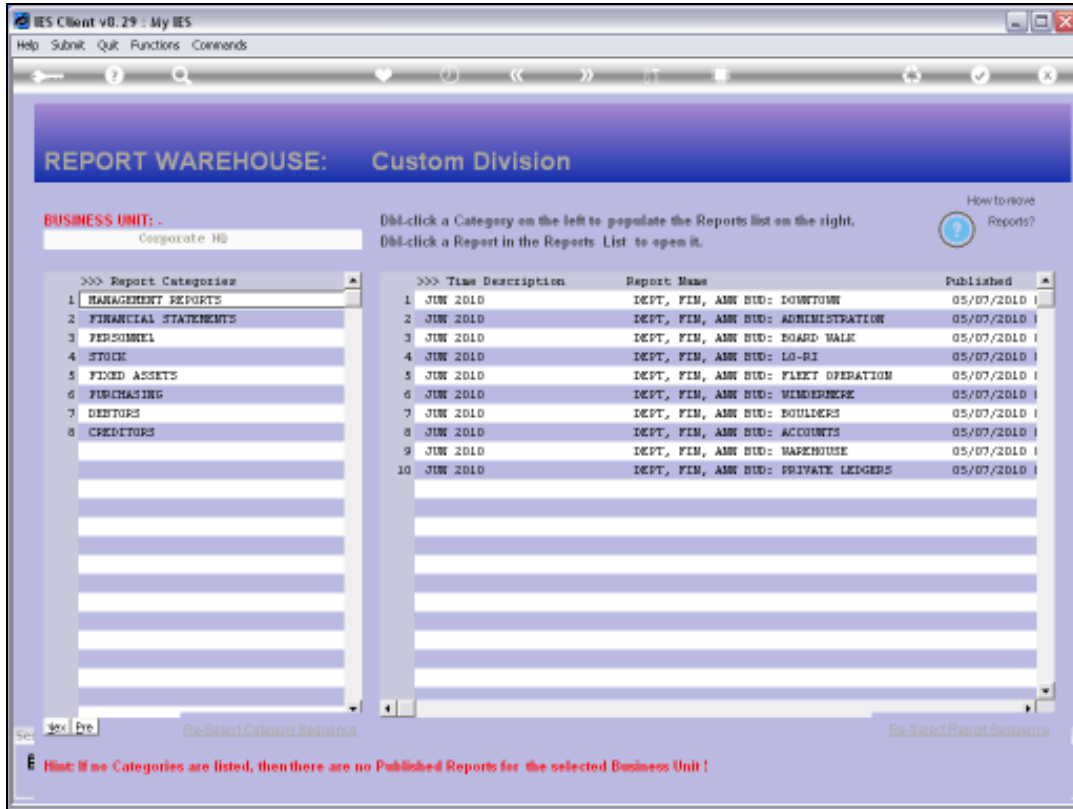 IES Client v8.29 : My IES
Help Submit Quit Functions Commands
REPORT WAREHOUSE: Custom Division
How to move
Reports?
BUSINESS UNIT: -
Corporate HQ
Dbl-click a Category on the left to populate the Reports list on the right.
Dbl-click a Report in the Reports List to open it.
>>> Report Categories
1 MANAGEMENT REPORTS
2 FINANCIAL STATEMENTS
3 PERSONNEL
4 STOCK
5 FIXED ASSETS
6 PURCHASING
7 DEBTORS
8 CREDITORS
>>> Time Description Report Name Published
1 JUN 2010 DEPT, FIN, ANN BUD: DOWNTOWN 05/07/2010
2 JUN 2010 DEPT, FIN, ANN BUD: ADMINISTRATION 05/07/2010
3 JUN 2010 DEPT, FIN, ANN BUD: BOARD WALK 05/07/2010
4 JUN 2010 DEPT, FIN, ANN BUD: LO-RI 05/07/2010
5 JUN 2010 DEPT, FIN, ANN BUD: FLEET OPERATION 05/07/2010
6 JUN 2010 DEPT, FIN, ANN BUD: WINDERMERE 05/07/2010
7 JUN 2010 DEPT, FIN, ANN BUD: BOULDERS 05/07/2010
8 JUN 2010 DEPT, FIN, ANN BUD: ACCOUNTS 05/07/2010
9 JUN 2010 DEPT, FIN, ANN BUD: WAREHOUSE 05/07/2010
10 JUN 2010 DEPT, FIN, ANN BUD: PRIVATE LEDGERS 05/07/2010
Nex Pre
Re-Select Category Sequence
Re-Select Report Sequence
Hint: If no Categories are listed, then there are no Published Reports for the selected Business Unit !